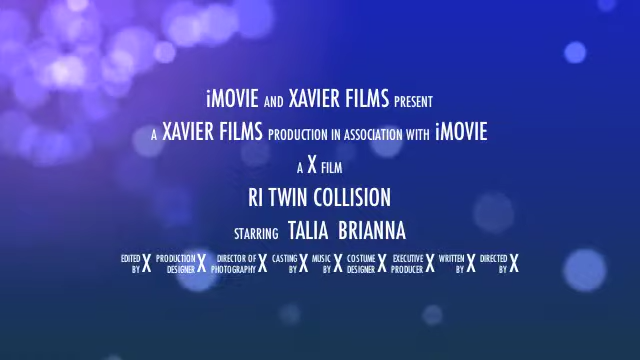 iMOVIE AND XAVIER FILMS PRESENT
A XAVIER FILMS PRODUCTION IN ASSOCIATION WITH iMOVIE
A X FILM
RI TWIN COLLISION
STARRING TALIA BRIANNA
EDITED BY X PRODUCTION DESIGNER X DIRECTOR OF PHOTOGRAPHY X CASTING BY X MUSIC BY X COSTUME DESIGNER X EXECUTIVE PRODUCER X WRITTEN BY X DIRECTED BY X